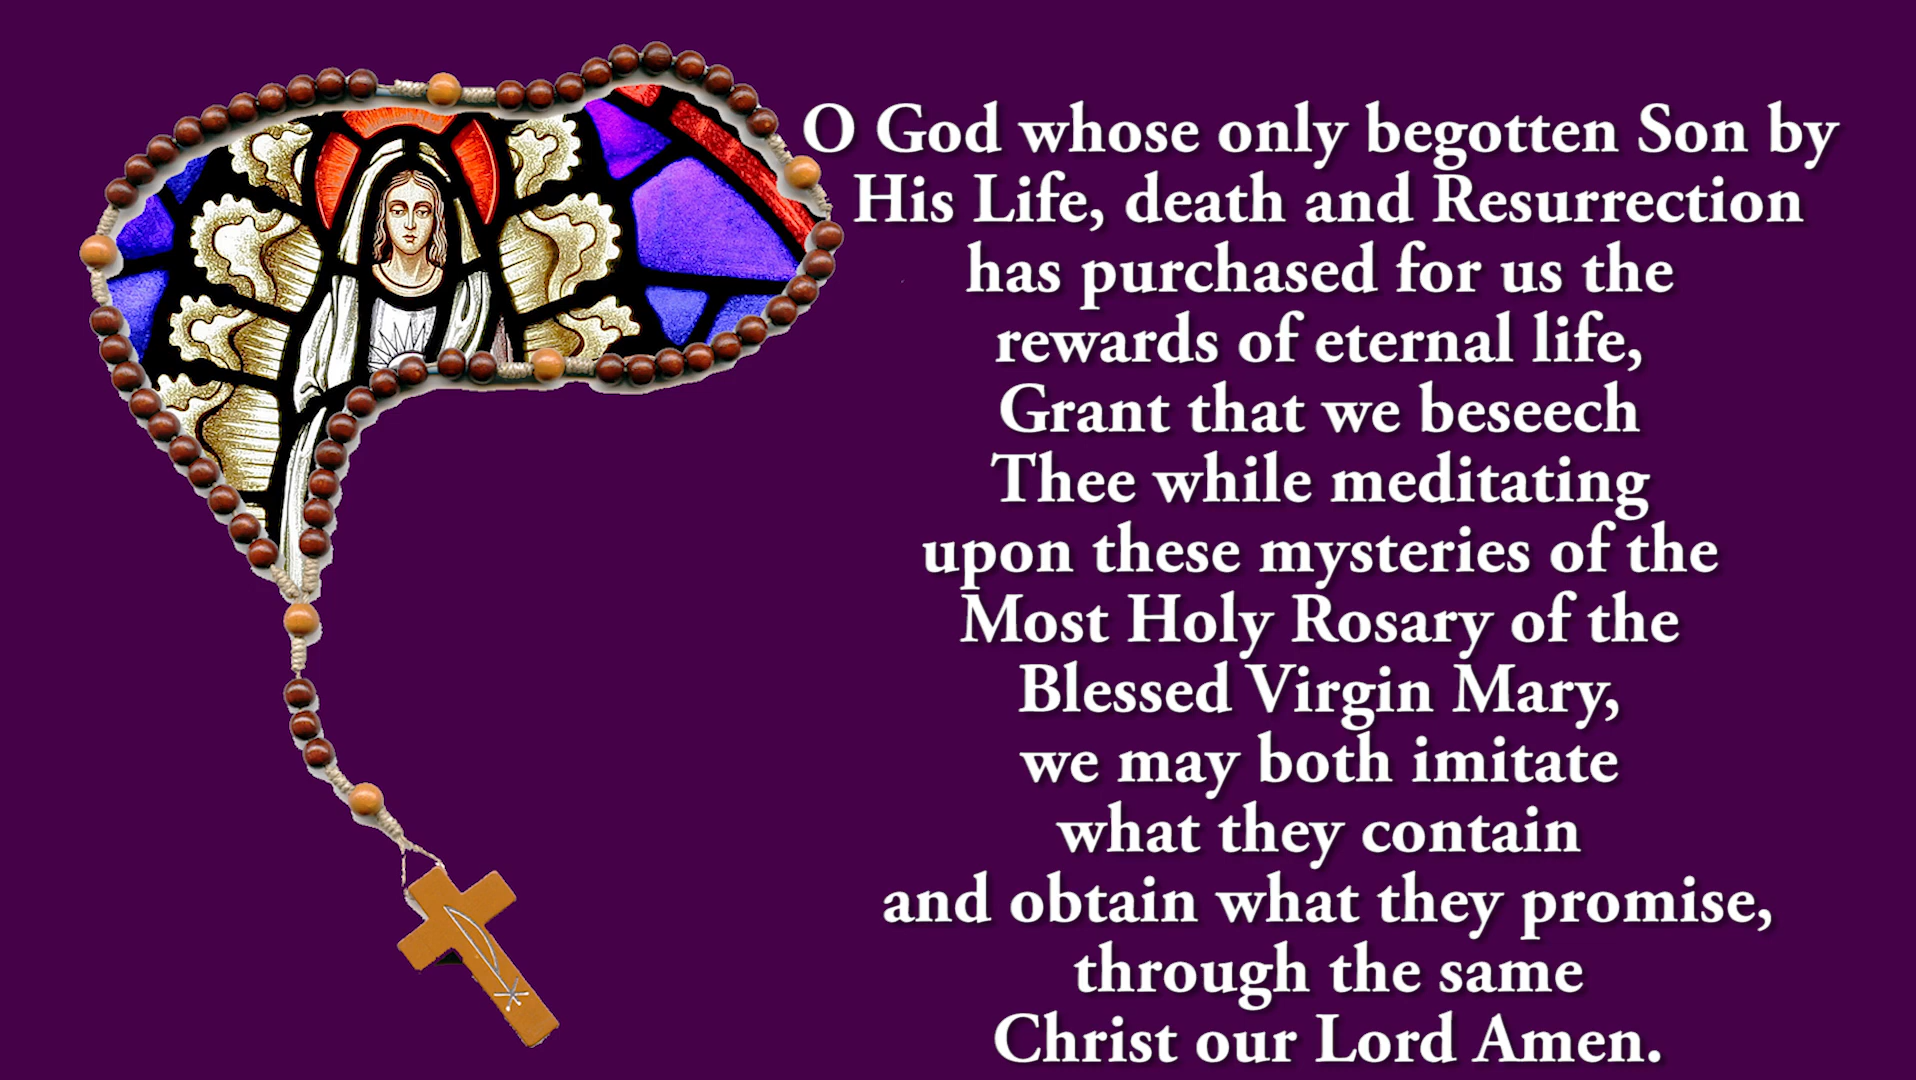 O God whose only begotten Son by
His Life, death and Resurrection
has purchased for us the
rewards of eternal life,
Grant that we beseech
Thee while meditating
upon these mysteries of the
Most Holy Rosary of the
Blessed Virgin Mary,
we may both imitate
what they contain
and obtain what they promise,
through the same
Christ our Lord Amen.